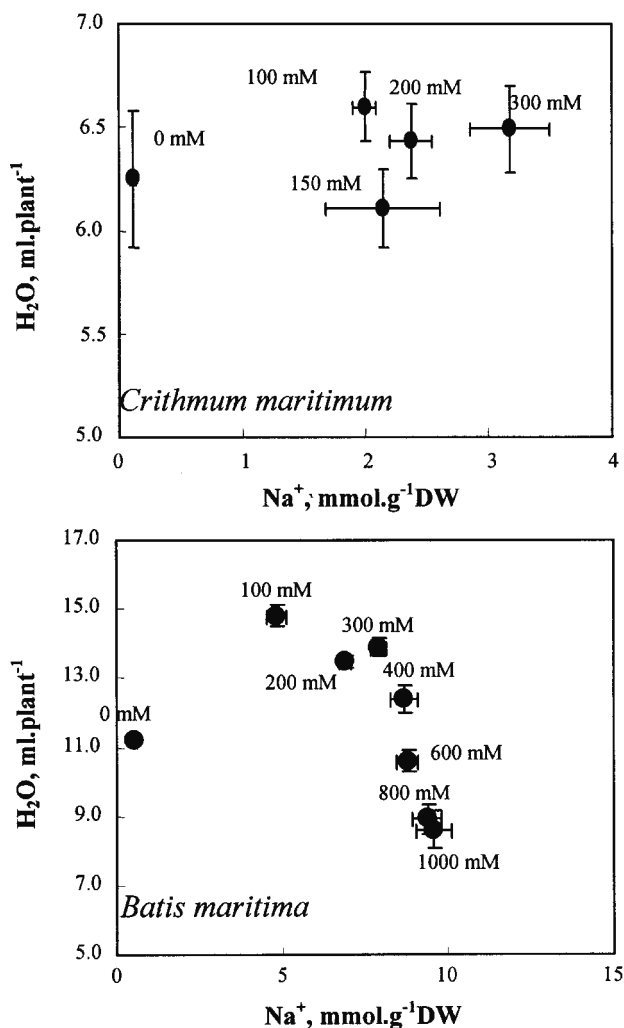 7.0
100 mM
200 mM
300 mM
0 mM
6.5
150 mM
6.0
5.5
Crithmum maritimum
5.0
0 1 2 3 4
H₂O, ml.plant⁻¹
Na⁺, mmol.g⁻¹DW
17.0
100 mM
15.0
300 mM
200 mM
400 mM
13.0
0 mM
11.0
600 mM
800 mM
9.0
1000 mM
7.0
Batis maritima
5.0
0 5 10 15
H₂O, ml.plant⁻¹
Na⁺, mmol.g⁻¹DW